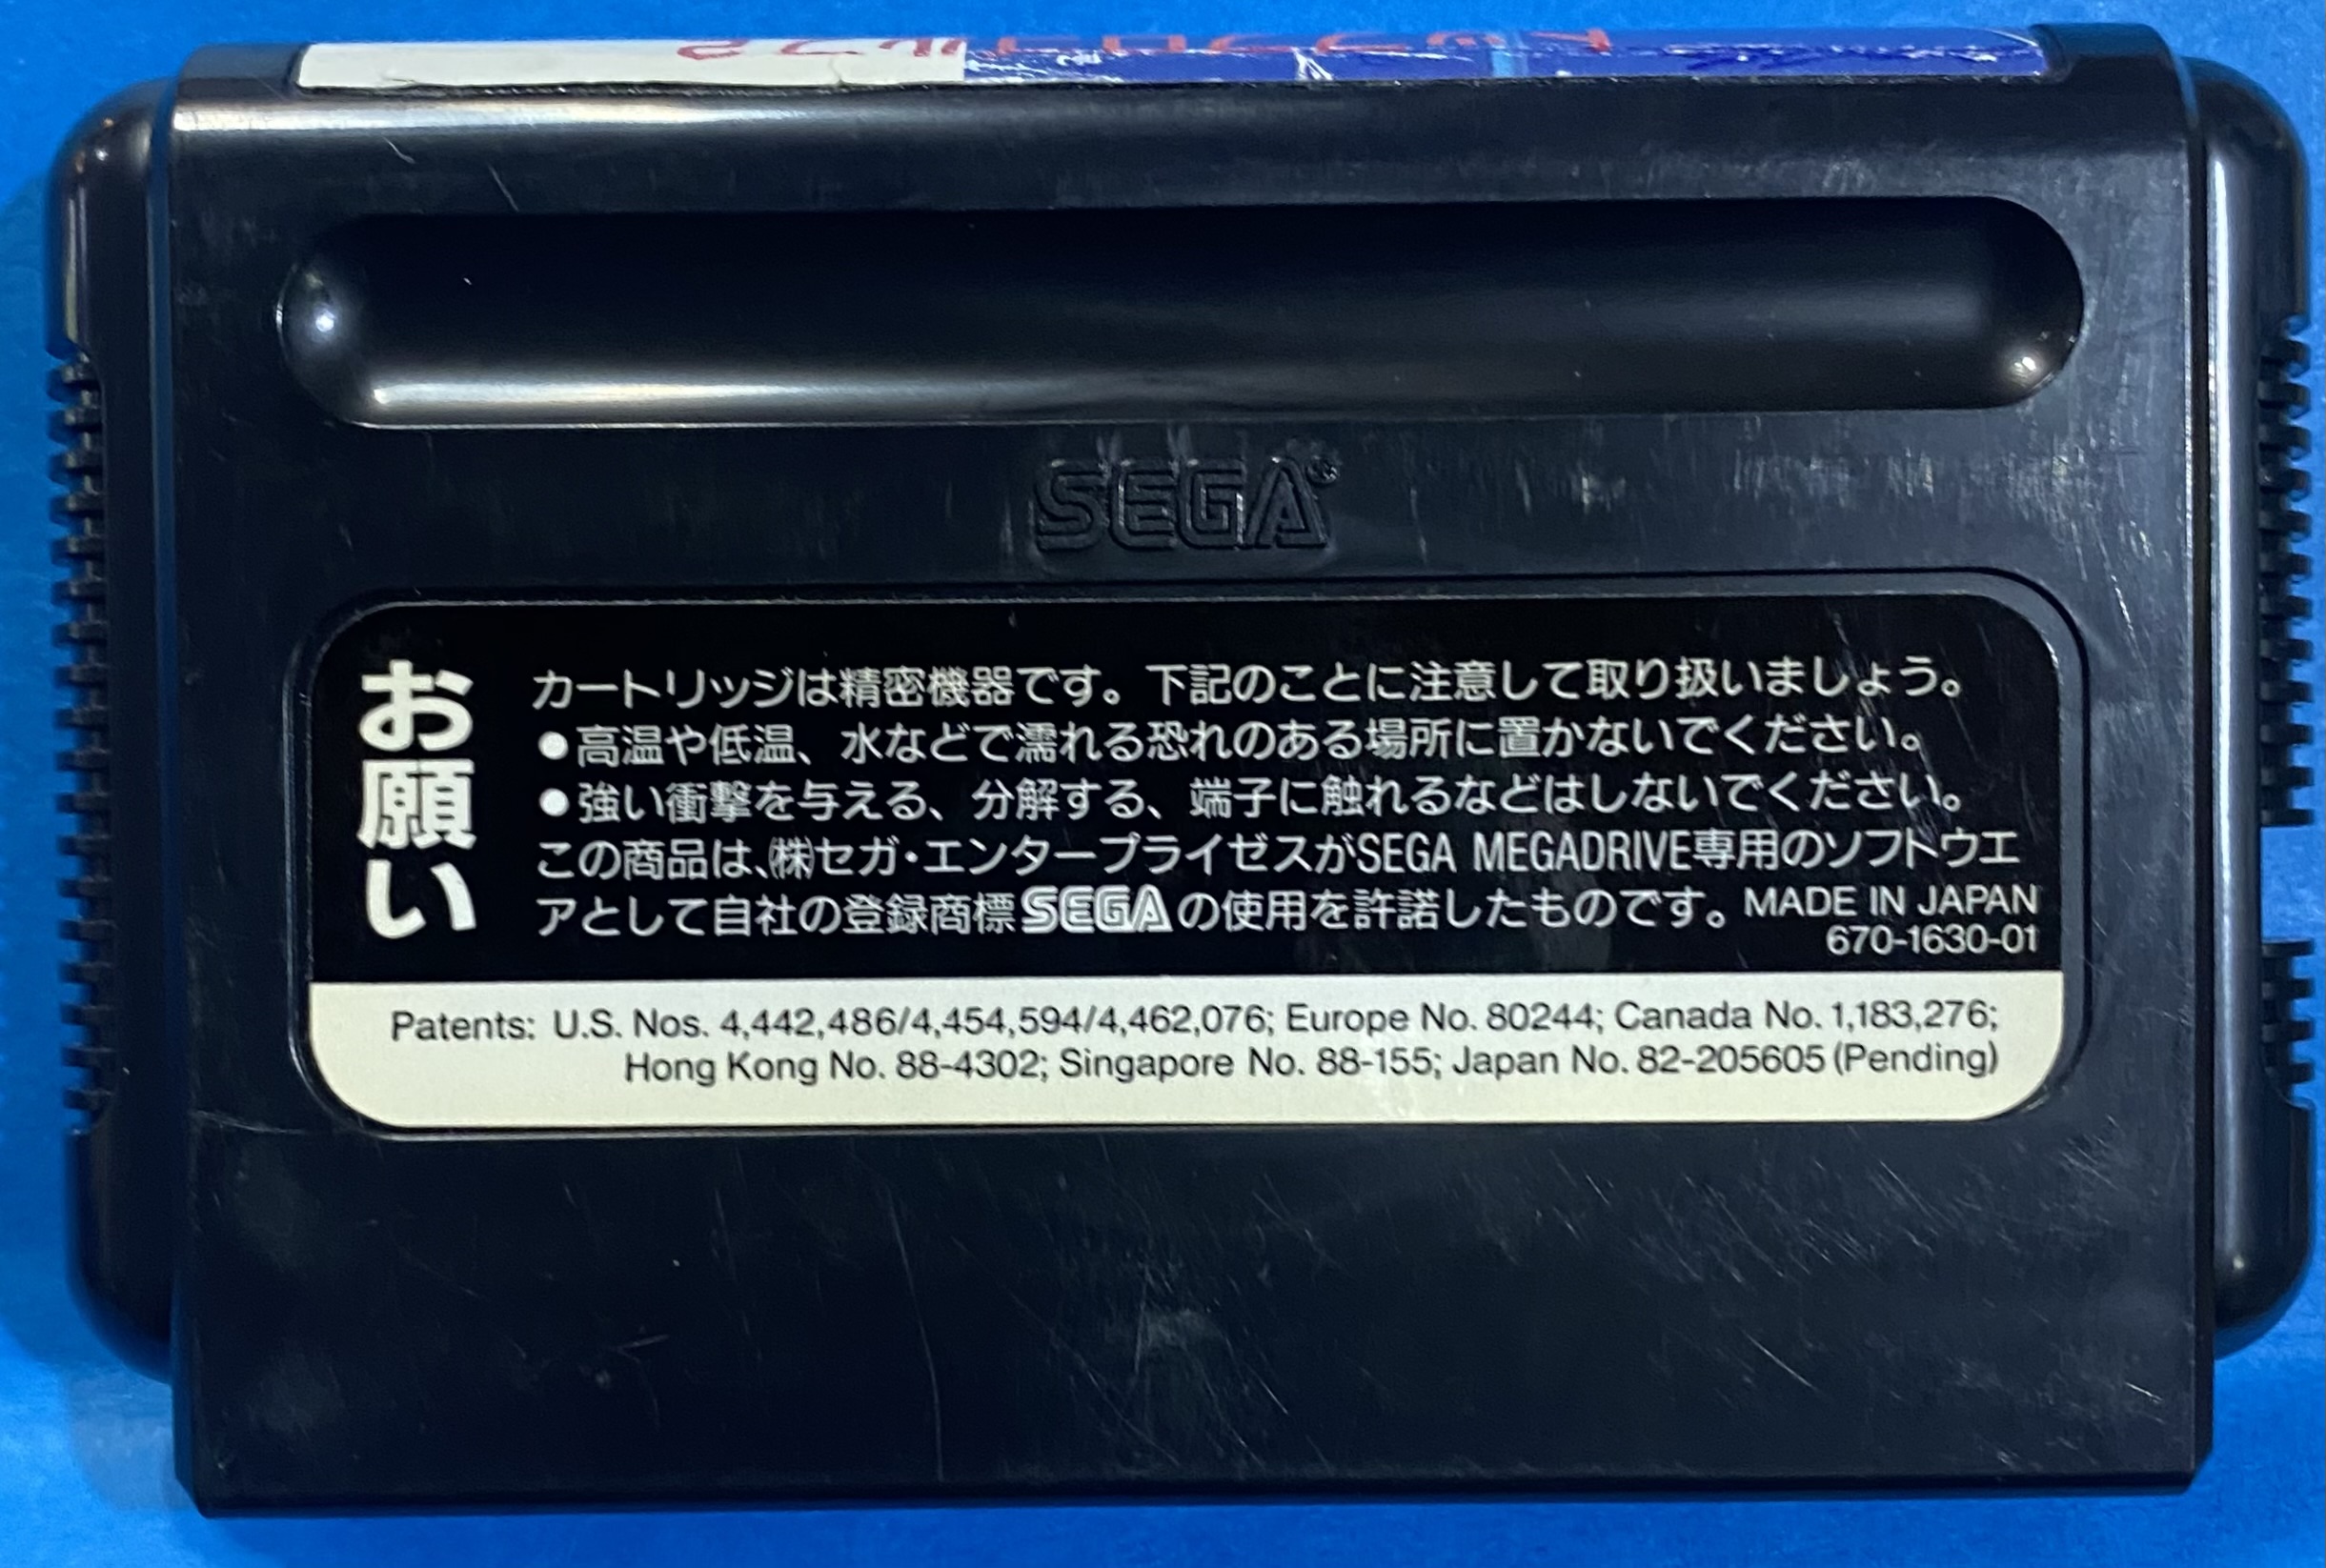 トッププロゴルフ2
SEGA®
お願い
カートリッジは精密機器です。下記のことに注意して取り扱いましょう。
●高温や低温、水などで濡れる恐れのある場所に置かないでください。
●強い衝撃を与える、分解する、端子に触れるなどはしないでください。
この商品は、㈱セガ・エンタープライゼスがSEGA MEGADRIVE専用のソフトウエ
アとして自社の登録商標SEGAの使用を許諾したものです。MADE IN JAPAN
670-1630-01
Patents: U.S. Nos. 4,442,486/4,454,594/4,462,076; Europe No. 80244; Canada No. 1,183,276;
Hong Kong No. 88-4302; Singapore No. 88-155; Japan No. 82-205605 (Pending)